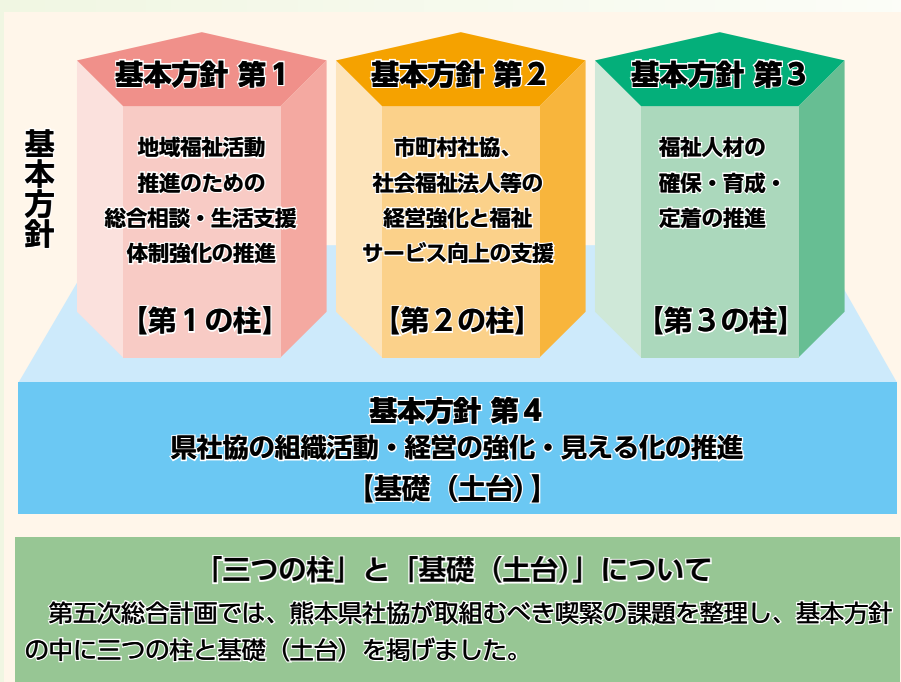 基本方針
基本方針 第１
地域福祉活動
推進のための
総合相談・生活支援
体制強化の推進
【第１の柱】
基本方針 第２
市町村社協、
社会福祉法人等の
経営強化と福祉
サービス向上の支援
【第２の柱】
基本方針 第３
福祉人材の
確保・育成・
定着の推進
【第３の柱】
基本方針 第４
県社協の組織活動・経営の強化・見える化の推進
【基礎（土台）】
「三つの柱」と「基礎（土台）」について
　第五次総合計画では、熊本県社協が取組むべき喫緊の課題を整理し、基本方針
の中に三つの柱と基礎（土台）を掲げました。